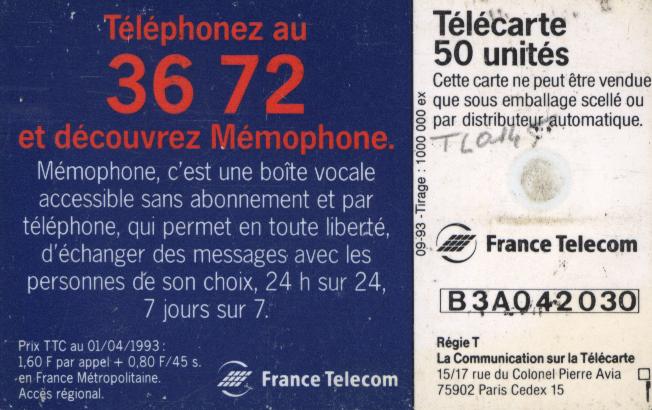 Téléphonez au
36 72
et découvrez Mémophone.
Mémophone, c'est une boîte vocale
accessible sans abonnement et par
téléphone, qui permet en toute liberté,
d'échanger des messages avec les
personnes de son choix, 24 h sur 24,
7 jours sur 7.
Prix TTC au 01/04/1993 :
1,60 F par appel + 0,80 F/45 s.
en France Métropolitaine.
Accès régional.
France Telecom
09-93 - Tirage : 1000 000 ex
Télécarte
50 unités
Cette carte ne peut être vendue
que sous emballage scellé ou
par distributeur automatique.
France Telecom
B3A042030
Régie T
La Communication sur la Télécarte
15/17 rue du Colonel Pierre Avia
75902 Paris Cedex 15